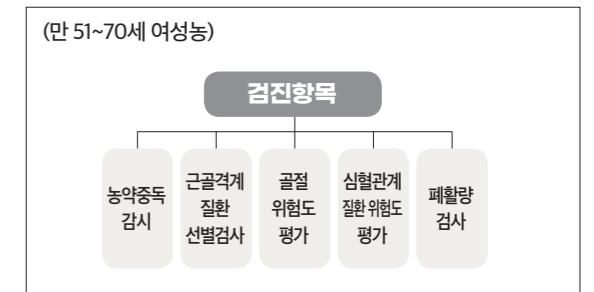 (만 51~70세 여성농)
검진항목
농약중독
감시
근골격계
질환
선별검사
골절
위험도
평가
심혈관계
질환 위험도
평가
폐활량
검사